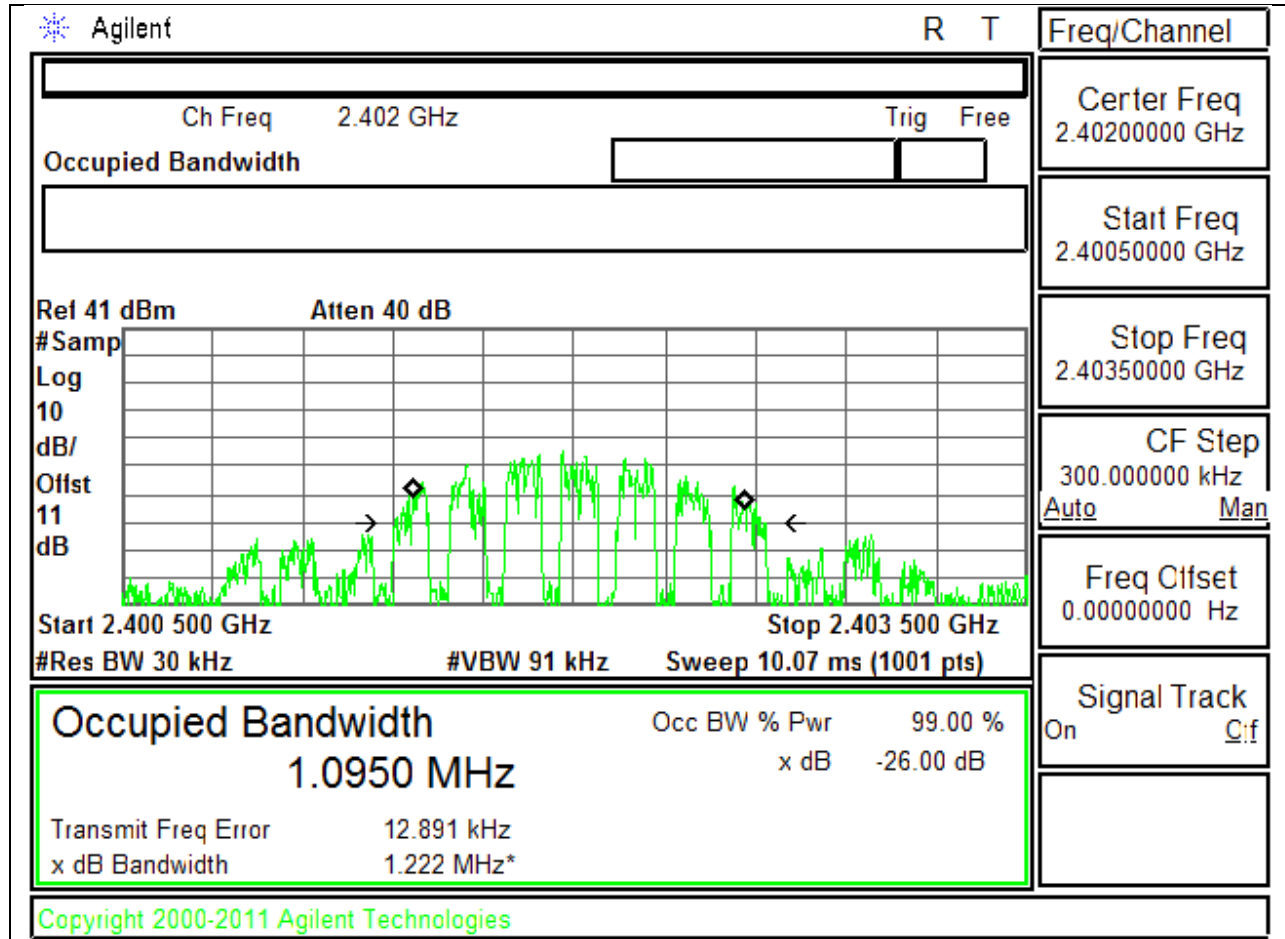 Agilent R T
Ch Freq 2.402 GHz Trig Free
Occupied Bandwidth
Ref 41 dBm Atten 40 dB
#Samp
Log
10
dB/
Offst
11
dB
Start 2.400 500 GHz Stop 2.403 500 GHz
#Res BW 30 kHz #VBW 91 kHz Sweep 10.07 ms (1001 pts)
Occupied Bandwidth
1.0950 MHz
Occ BW % Pwr 99.00 %
x dB -26.00 dB
Transmit Freq Error 12.891 kHz
x dB Bandwidth 1.222 MHz*
Copyright 2000-2011 Agilent Technologies
Freq/Channel
Center Freq
2.40200000 GHz
Start Freq
2.40050000 GHz
Stop Freq
2.40350000 GHz
CF Step
300.000000 kHz
Auto Man
Freq Offset
0.00000000 Hz
Signal Track
On Off